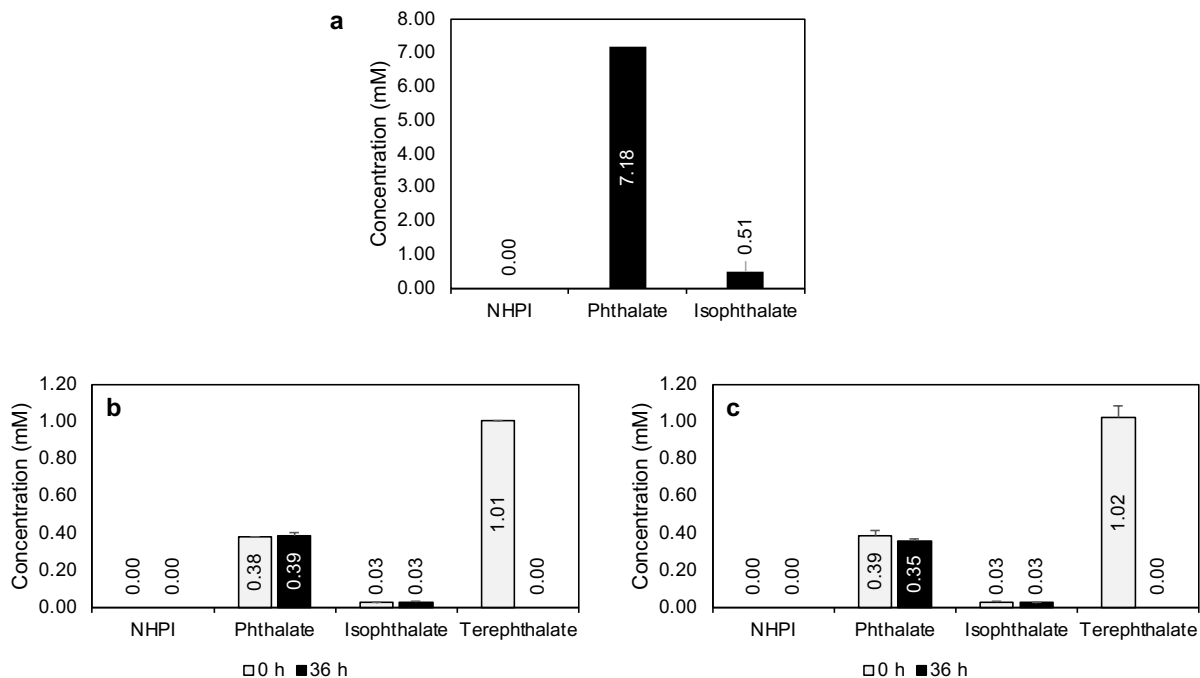 a
Concentration (mM)
8.00
7.00
6.00
5.00
4.00
3.00
2.00
1.00
0.00
0.00
7.18
0.51
NHPI Phthalate Isophthalate
b
Concentration (mM)
1.20
1.00
0.80
0.60
0.40
0.20
0.00
0.00 0.00 0.38 0.39 0.03 0.03 1.01 0.00
NHPI Phthalate Isophthalate Terephthalate
0 h 36 h
c
Concentration (mM)
1.20
1.00
0.80
0.60
0.40
0.20
0.00
0.00 0.00 0.39 0.35 0.03 0.03 1.02 0.00
NHPI Phthalate Isophthalate Terephthalate
0 h 36 h